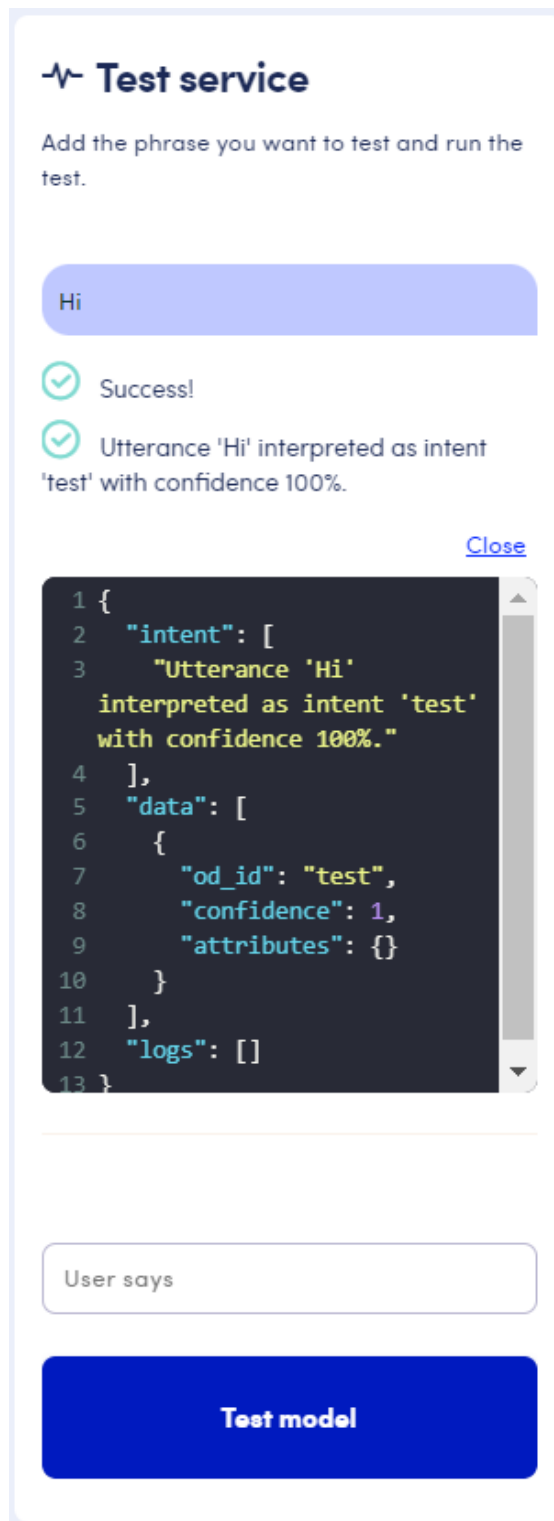 Test service
Add the phrase you want to test and run the
test.
Hi
Success!
Utterance 'Hi' interpreted as intent
'test' with confidence 100%.
Close
1 {
2   "intent": [
3     "Utterance 'Hi'
interpreted as intent 'test'
with confidence 100%."
4   ],
5   "data": [
6     {
7       "od_id": "test",
8       "confidence": 1,
9       "attributes": {}
10     }
11   ],
12   "logs": []
13 }
User says
Test model